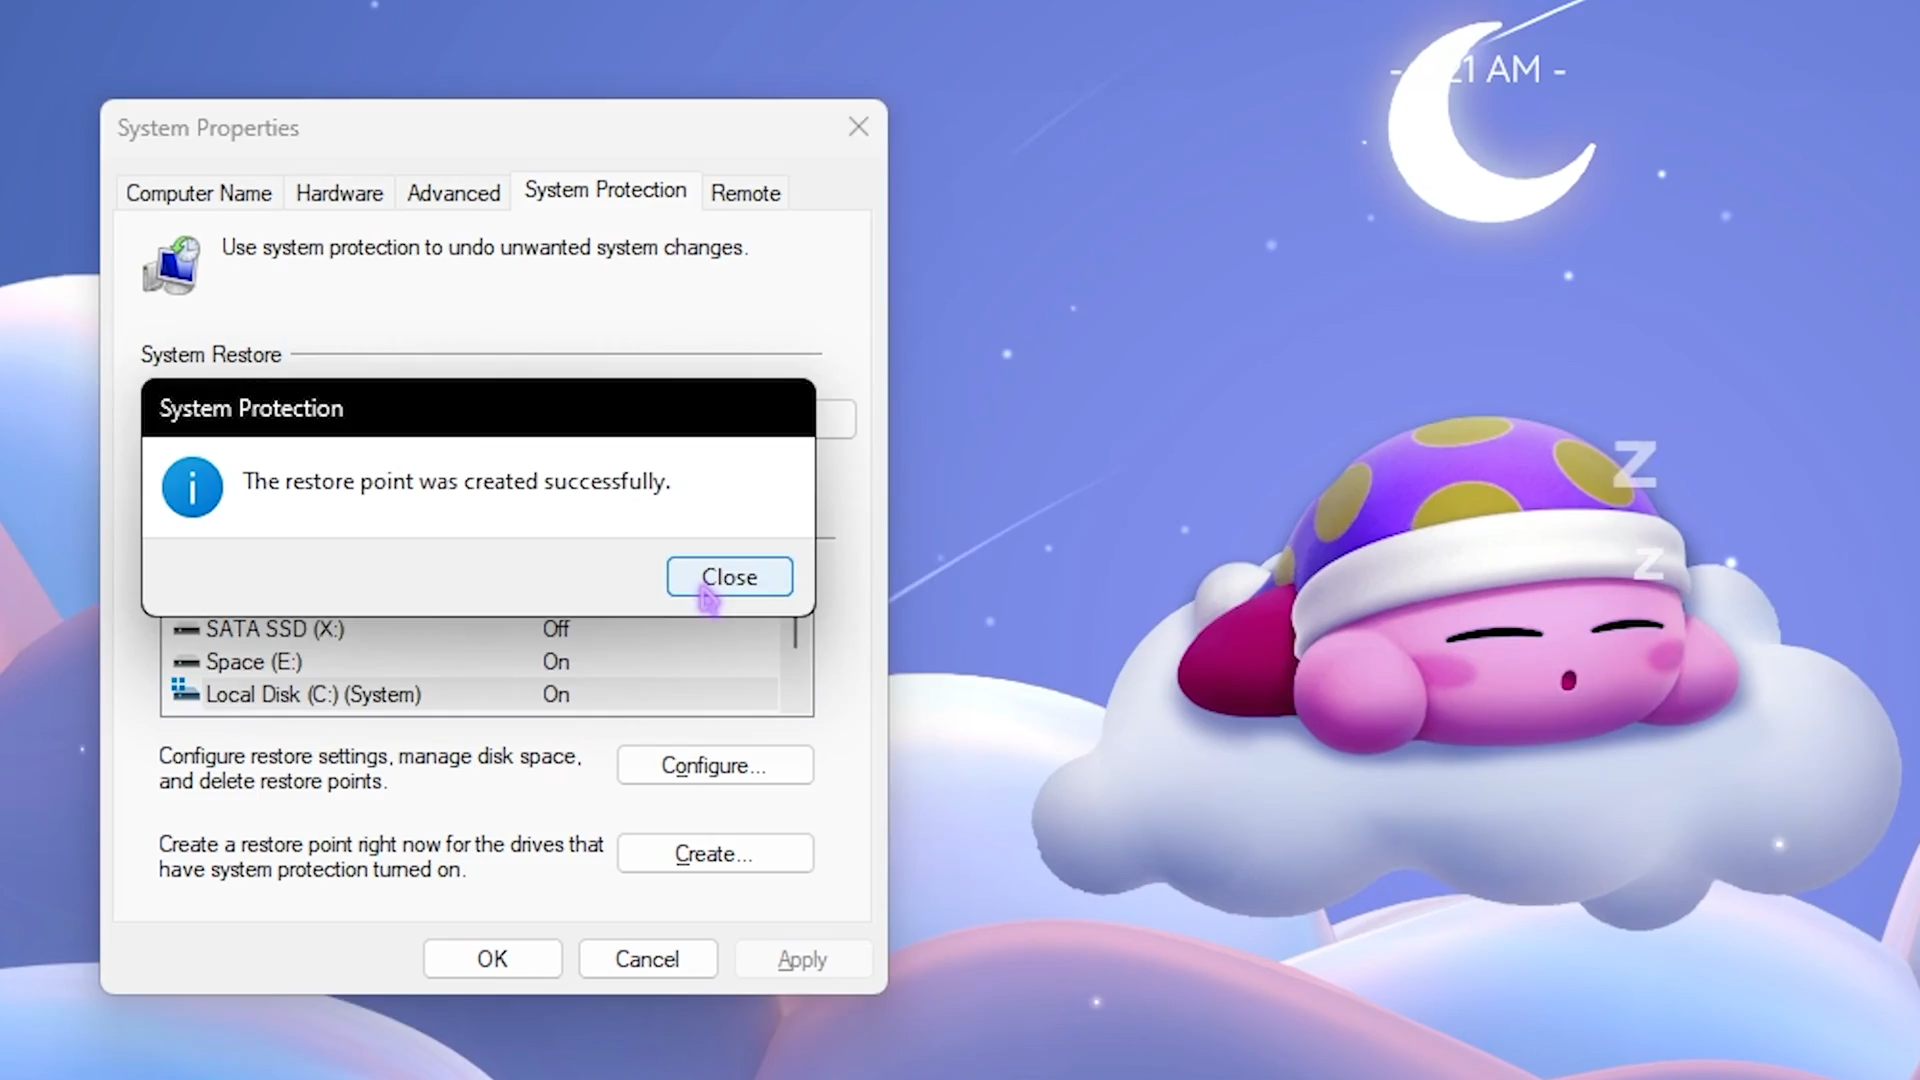 21 AM -
System Properties
Computer Name Hardware Advanced System Protection Remote
Use system protection to undo unwanted system changes.
System Restore
System Protection
The restore point was created successfully.
Close
SATA SSD (X:) Off
Space (E:) On
Local Disk (C:) (System) On
Configure restore settings, manage disk space,
and delete restore points.
Configure...
Create a restore point right now for the drives that
have system protection turned on.
Create...
OK Cancel Apply
Z
Z